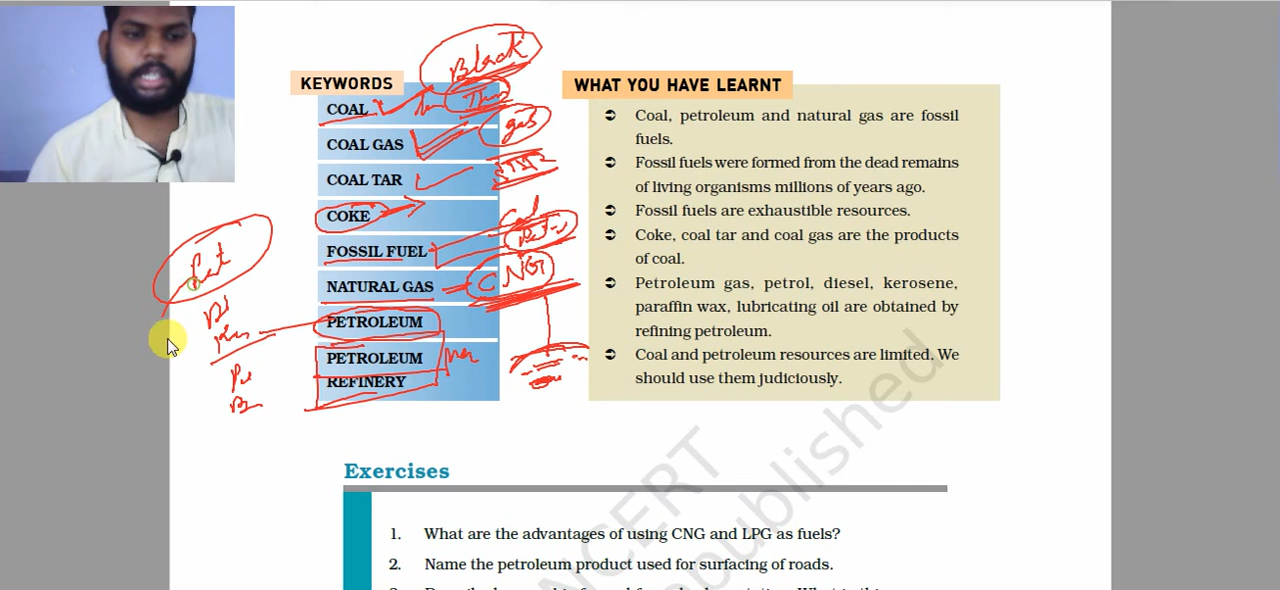 Black
KEYWORDS
COAL
COAL GAS
gas
COAL TAR
COKE
FOSSIL FUEL
NATURAL GAS
CNG
PETROLEUM
PETROLEUM
REFINERY
WHAT YOU HAVE LEARNT
Coal, petroleum and natural gas are fossil
fuels.
Fossil fuels were formed from the dead remains
of living organisms millions of years ago.
Fossil fuels are exhaustible resources.
Coke, coal tar and coal gas are the products
of coal.
Petroleum gas, petrol, diesel, kerosene,
paraffin wax, lubricating oil are obtained by
refining petroleum.
Coal and petroleum resources are limited. We
should use them judiciously.
Exercises
1. What are the advantages of using CNG and LPG as fuels?
2. Name the petroleum product used for surfacing of roads.